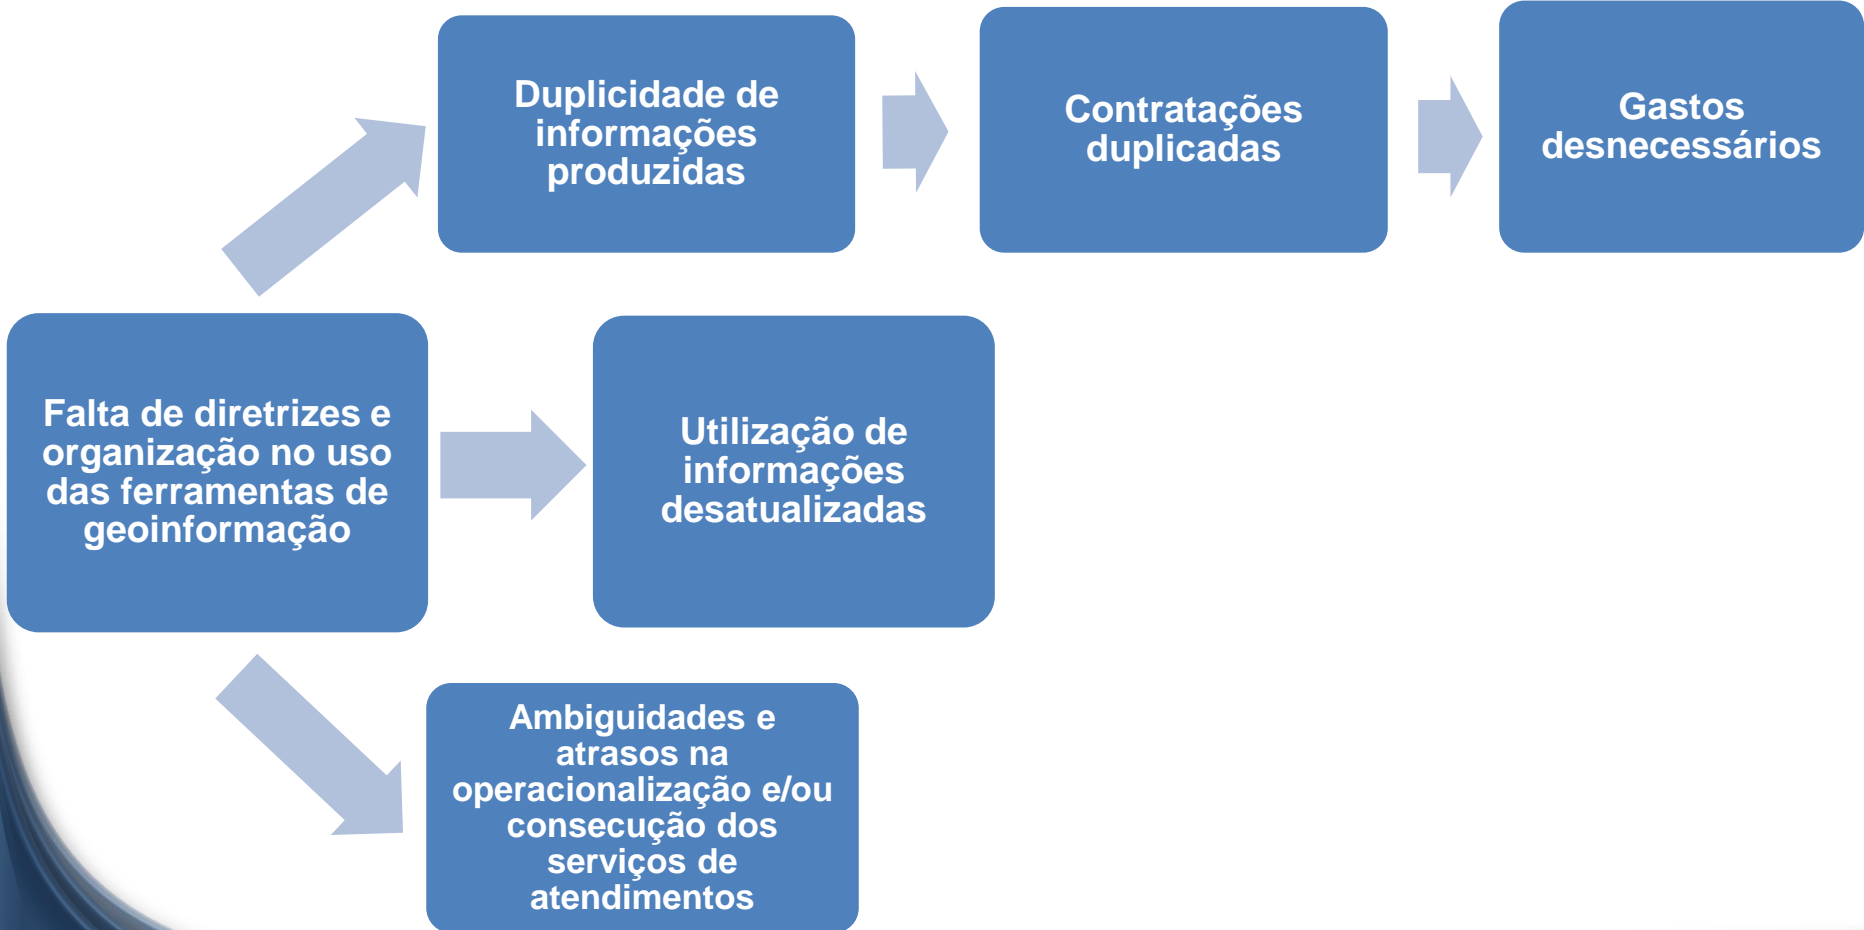 Duplicidade de
informações
produzidas
Contratações
duplicadas
Gastos
desnecessários
Falta de diretrizes e
organização no uso
das ferramentas de
geoinformação
Utilização de
informações
desatualizadas
Ambiguidades e
atrasos na
operacionalização e/ou
consecução dos
serviços de
atendimentos